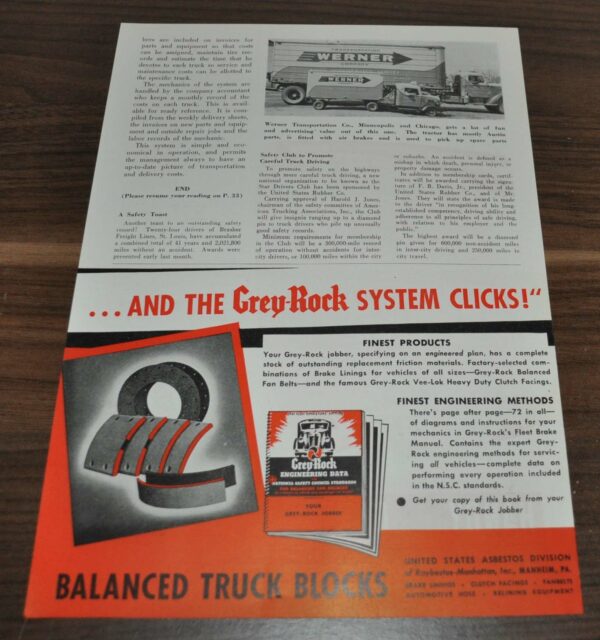 bers are included on invoices for
parts and equipment so that costs
can be assigned, maintain tire rec-
ords and estimate the time that he
devotes to each truck so service and
maintenance costs can be allotted to
the specific truck.
The mechanics of the system are
handled by the company accountant
who keeps a monthly record of the
costs on each truck. This is avail-
able for ready reference. It is com-
piled from the weekly delivery sheets,
the invoices on new parts and equip-
ment and outside repair jobs and the
labor records of the mechanic.
This system is simple and eco-
nomical in operation, and permits
the management always to have an
up-to-date picture of transportation
and delivery costs.
END
(Please resume your reading on P. 33)
A Safety Toast
Another toast to an outstanding safety
record! Twenty-four drivers of Brashear
Freight Lines, St. Louis, have accumulated
a combined total of 41 years and 2,021,800
miles without an accident. Awards were
presented early last month.
TRANSPORTATION
WERNER
COMPANY
WERNER
Werner Transportation Co., Minneapolis and Chicago, gets a lot of fun
and advertising value out of this one. The tractor has mostly Austin
parts, is fitted with air brakes and is used to pick up spare parts
Safety Club to Promote
Careful Truck Driving
To promote safety on the highways
through more careful truck driving, a new
national organization to be known as the
Star Drivers Club has been sponsored by
the United States Rubber Co.
Carrying approval of Harold J. Jones,
chairman of the safety committee of Amer-
ican Trucking Associations, Inc., the Club
will give insignia ranging up to a diamond
pin to truck drivers who pile up unusually
good safety records.
Minimum requirements for membership
in the Club will be a 300,000-mile record
of operation without accidents for inter-
city drivers, or 100,000 miles within the city
or suburbs. An accident is defined as a
mishap in which death, personal injury, or
property damage occurs.
In addition to membership cards, certifi-
cates will be awarded carrying the signa-
ture of F. B. Davis, Jr., president of the
United States Rubber Co., and of Mr.
Jones. They will state the award is made
to the driver "in recognition of his long
established competency, driving ability and
adherence to all principles of safe driving,
with relation to his employer and the
public."
The highest award will be a diamond
pin given for 600,000 non-accident miles
in inter-city driving and 250,000 miles in
city travel.
...AND THE Grey-Rock SYSTEM CLICKS!"
FINEST PRODUCTS
Your Grey-Rock jobber, specifying on an engineered plan, has a complete
stock of outstanding replacement friction materials. Factory-selected com-
binations of Brake Linings for vehicles of all sizes—Grey-Rock Balanced
Fan Belts—and the famous Grey-Rock Vee-Lok Heavy Duty Clutch Facings.
FINEST ENGINEERING METHODS
There's page after page—72 in all—
of diagrams and instructions for your
mechanics in Grey-Rock's Fleet Brake
Manual. Contains the expert Grey-
Rock engineering methods for servic-
ing all vehicles—complete data on
performing every operation included
in the N.S.C. standards.
Get your copy of this book from your
Grey-Rock Jobber
Grey-Rock
ENGINEERING DATA
NATIONAL SAFETY COUNCIL STANDARDS
YOUR
GREY-ROCK JOBBER
BALANCED TRUCK BLOCKS
UNITED STATES ASBESTOS DIVISION
of Raybestos-Manhattan, Inc., MANHEIM, PA.
BRAKE LININGS • CLUTCH FACINGS • FANBELTS
AUTOMOTIVE HOSE • RELINING EQUIPMENT